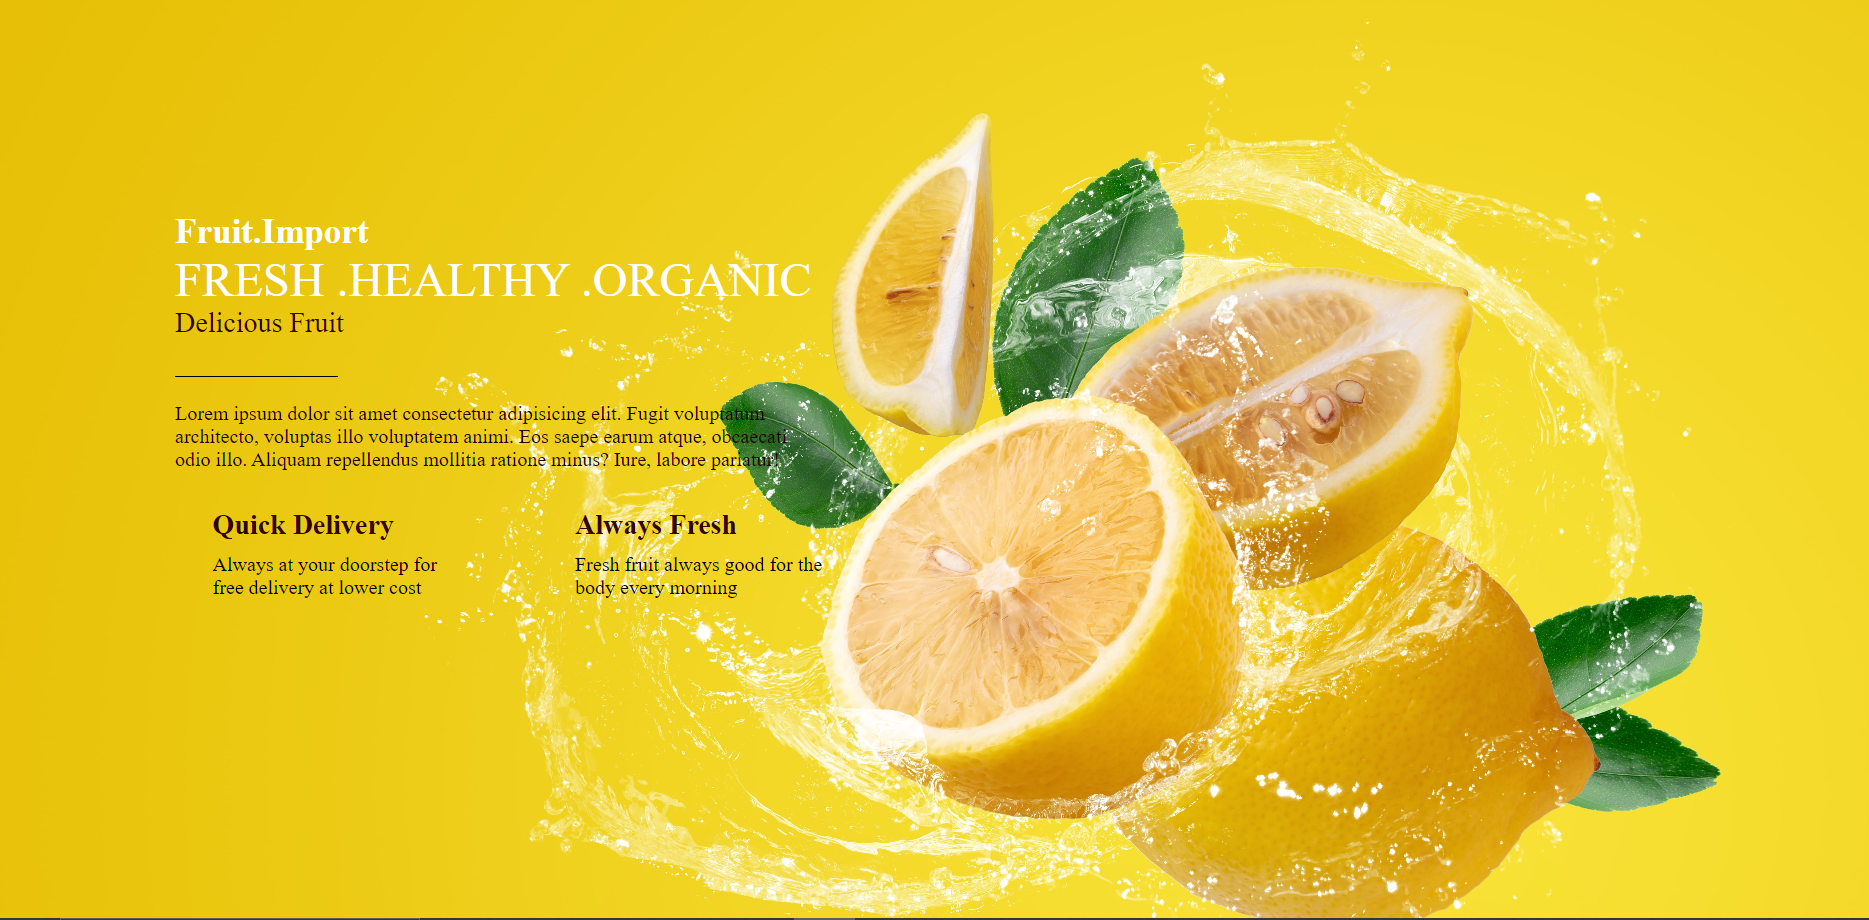 Fruit.Import
FRESH .HEALTHY .ORGANIC
Delicious Fruit
Lorem ipsum dolor sit amet consectetur adipisicing elit. Fugit voluptatum
architecto, voluptas illo voluptatem animi. Eos saepe earum atque, obcaecati
odio illo. Aliquam repellendus mollitia ratione minus? Iure, labore pariatur!
Quick Delivery
Always at your doorstep for
free delivery at lower cost
Always Fresh
Fresh fruit always good for the
body every morning